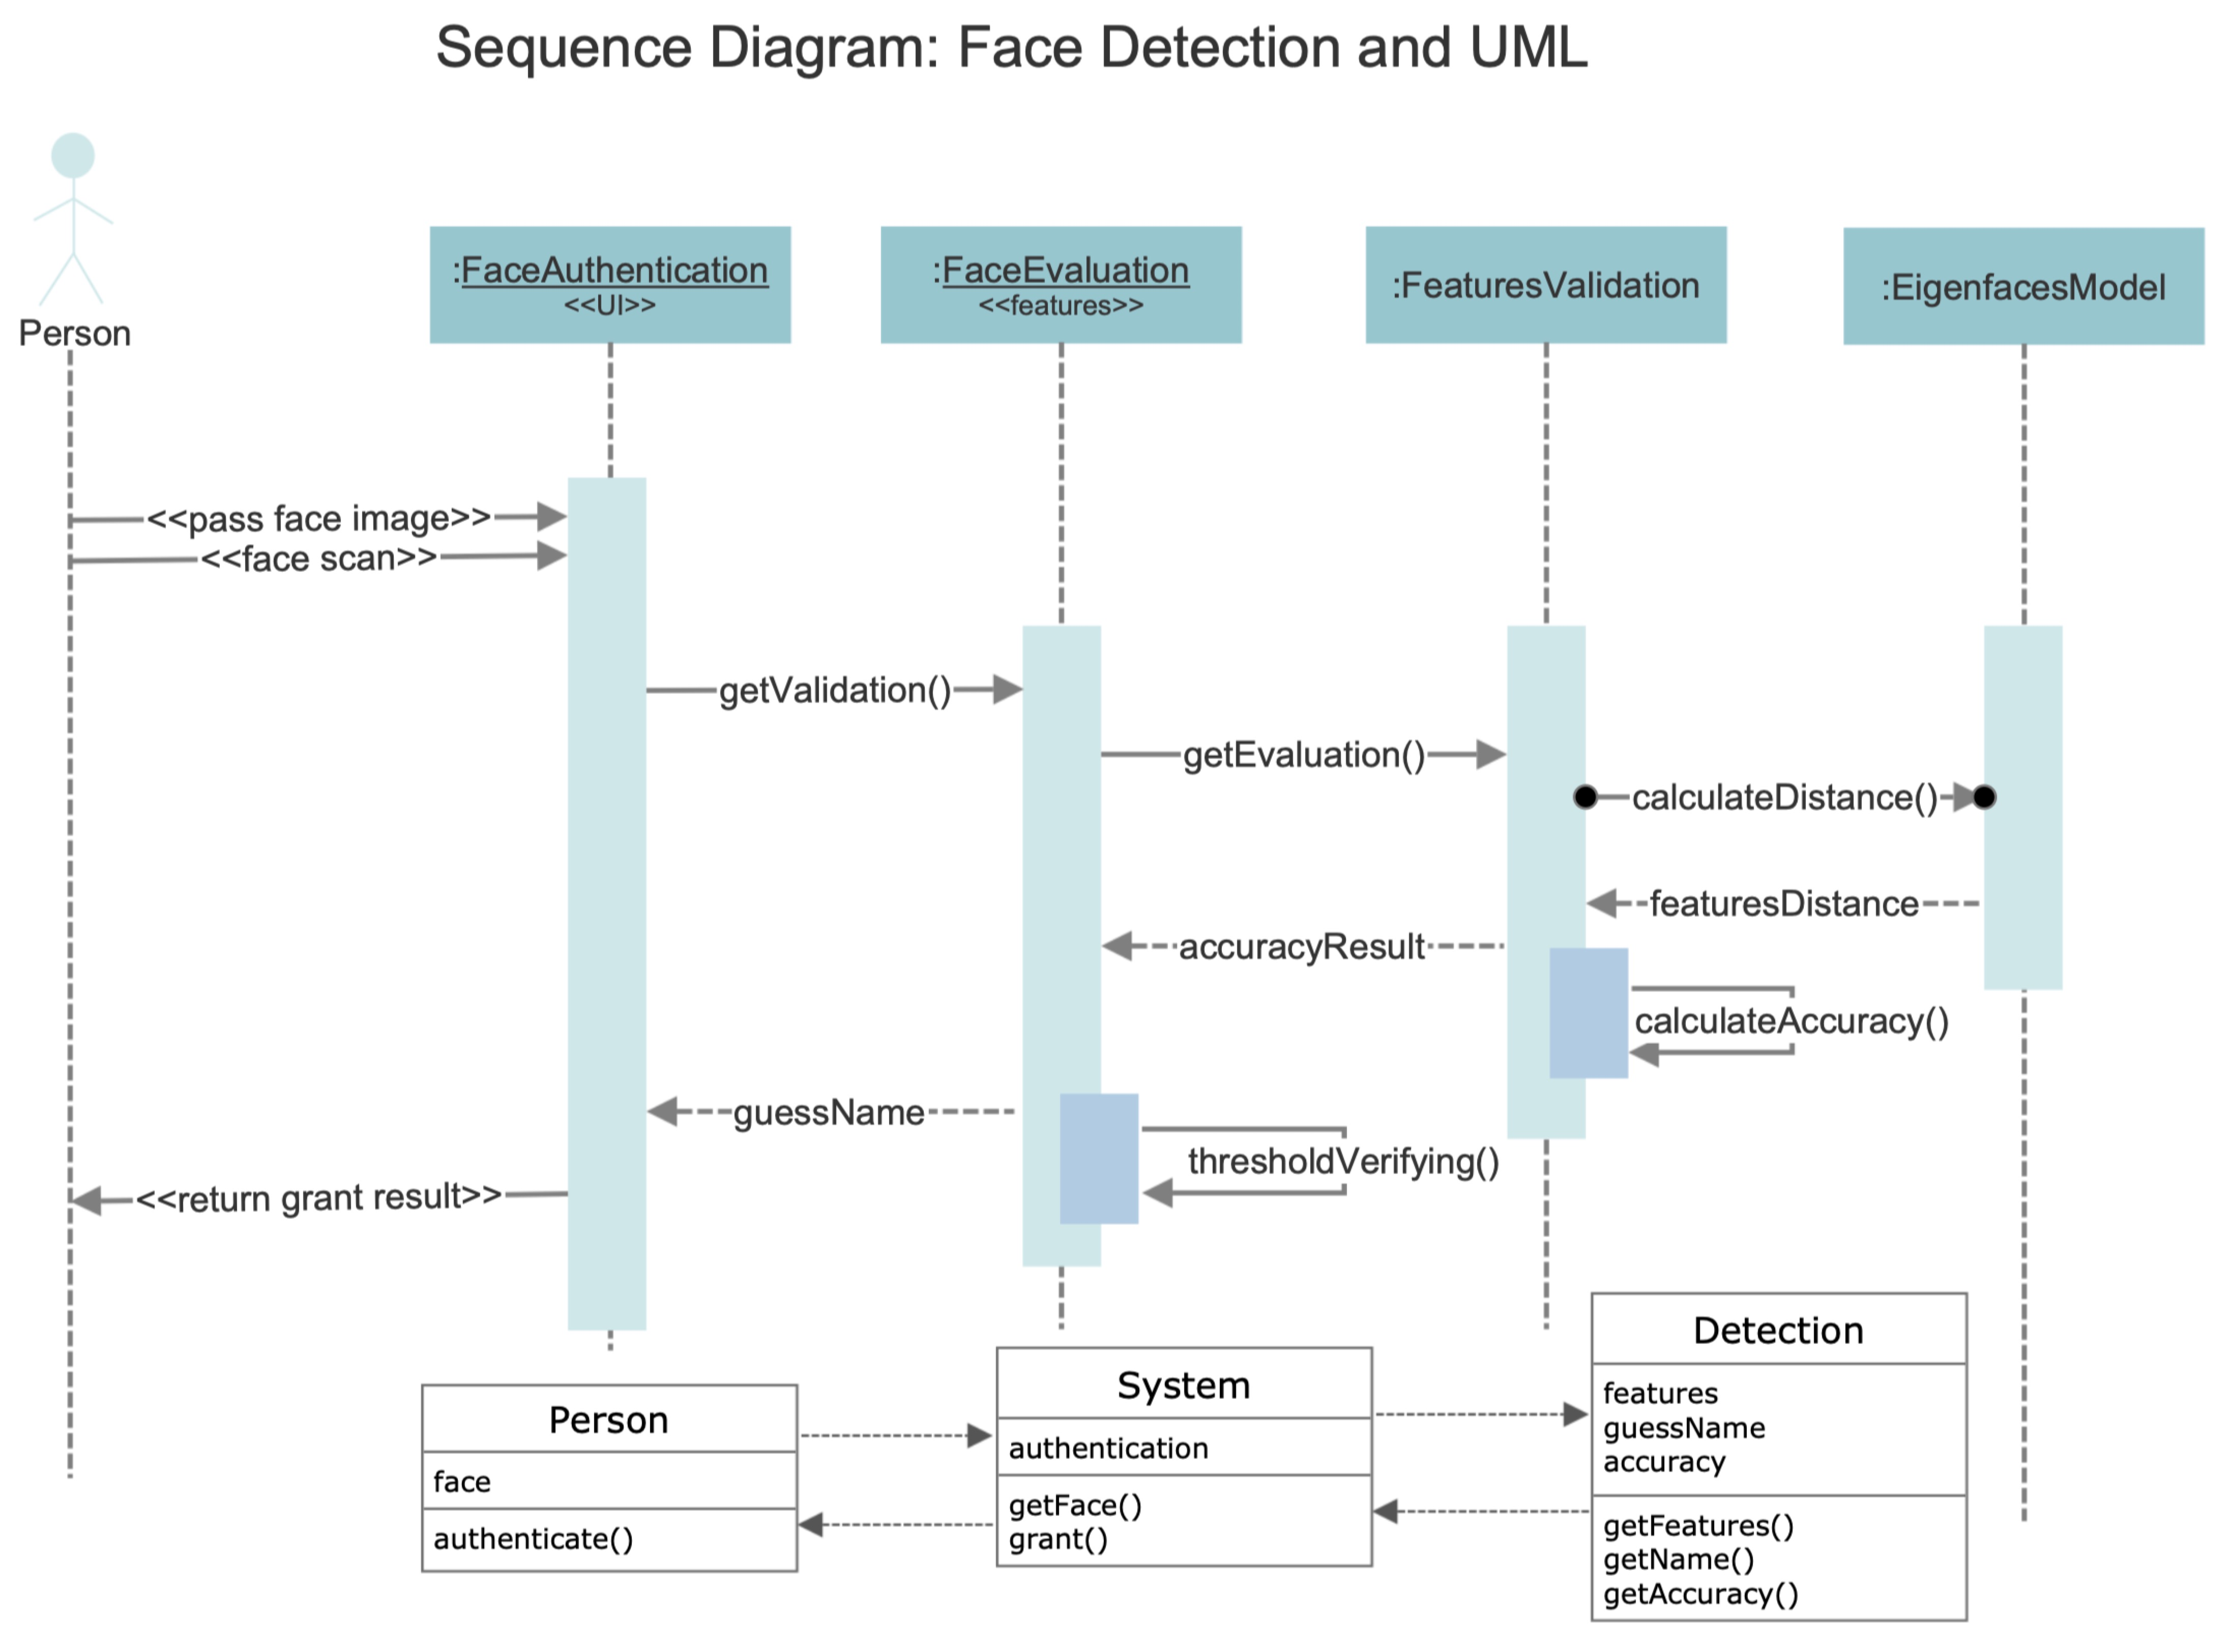 Sequence Diagram: Face Detection and UML
Person
:FaceAuthentication
<<UI>>
:FaceEvaluation
<<features>>
:FeaturesValidation
:EigenfacesModel
<<pass face image>>
<<face scan>>
getValidation()
getEvaluation()
calculateDistance()
featuresDistance
accuracyResult
calculateAccuracy()
guessName
thresholdVerifying()
<<return grant result>>
Person
face
authenticate()
System
authentication
getFace()
grant()
Detection
features
guessName
accuracy
getFeatures()
getName()
getAccuracy()